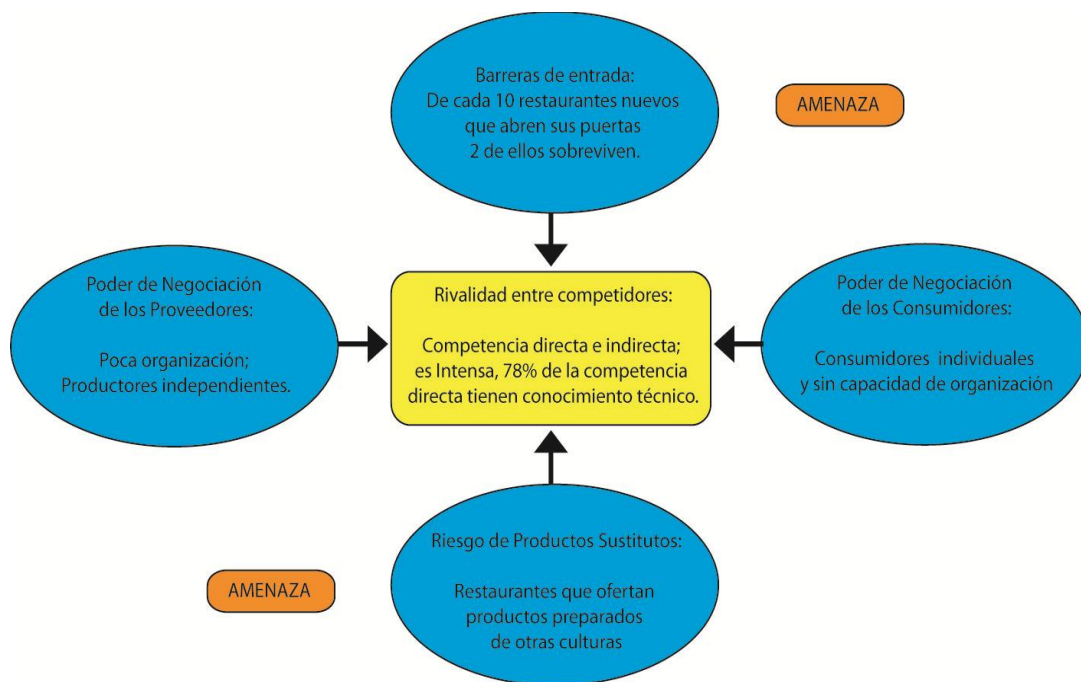 Barreras de entrada:
De cada 10 restaurantes nuevos
que abren sus puertas
2 de ellos sobreviven.
AMENAZA
Poder de Negociación
de los Proveedores:
Poca organización;
Productores independientes.
Rivalidad entre competidores:
Competencia directa e indirecta;
es Intensa, 78% de la competencia
directa tienen conocimiento técnico.
Poder de Negociación
de los Consumidores:
Consumidores individuales
y sin capacidad de organización
AMENAZA
Riesgo de Productos Sustitutos:
Restaurantes que ofertan
productos preparados
de otras culturas